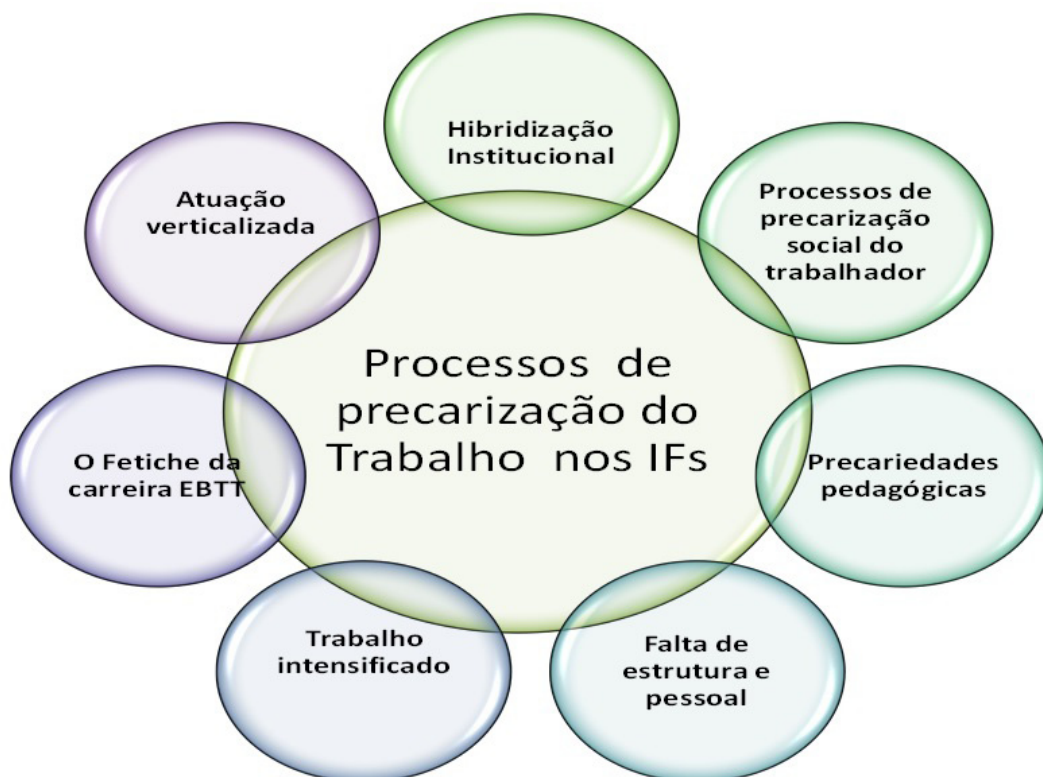 Hibridização
Institucional
Processos de
precarização
social do
trabalhador
Precariedades
pedagógicas
Falta de
estrutura e
pessoal
Trabalho
intensificado
O Fetiche da
carreira EBTT
Atuação
verticalizada
Processos de
precarização do
Trabalho nos IFs